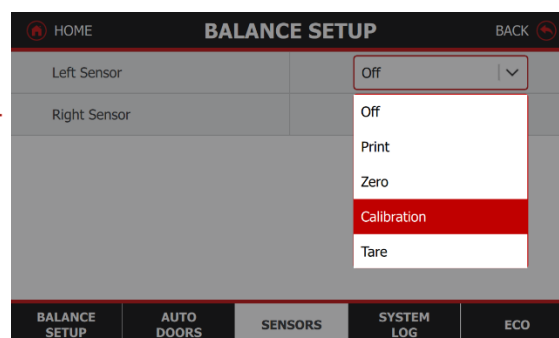 HOME BALANCE SETUP BACK
Left Sensor Off
Right Sensor
Off
Print
Zero
Calibration
Tare
BALANCE SETUP AUTO DOORS SENSORS SYSTEM LOG ECO